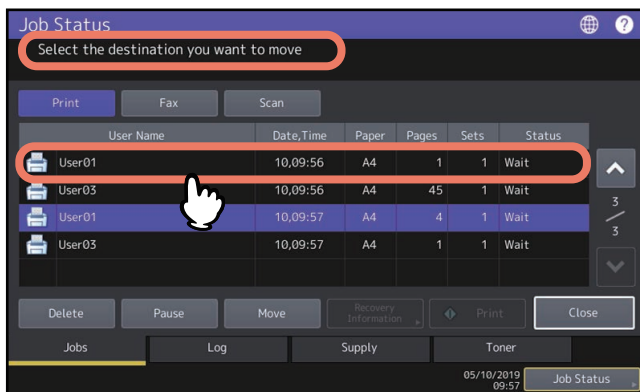 Job Status ?
Select the destination you want to move
Print Fax Scan
User Name Date,Time Paper Pages Sets Status
User01 10,09:56 A4 1 1 Wait
User03 10,09:56 A4 45 1 Wait
User01 10,09:57 A4 4 1 Wait
User03 10,09:57 A4 1 1 Wait
3
/
3
Delete Pause Move Recovery Information Print Close
Jobs Log Supply Toner
05/10/2019
09:57
Job Status